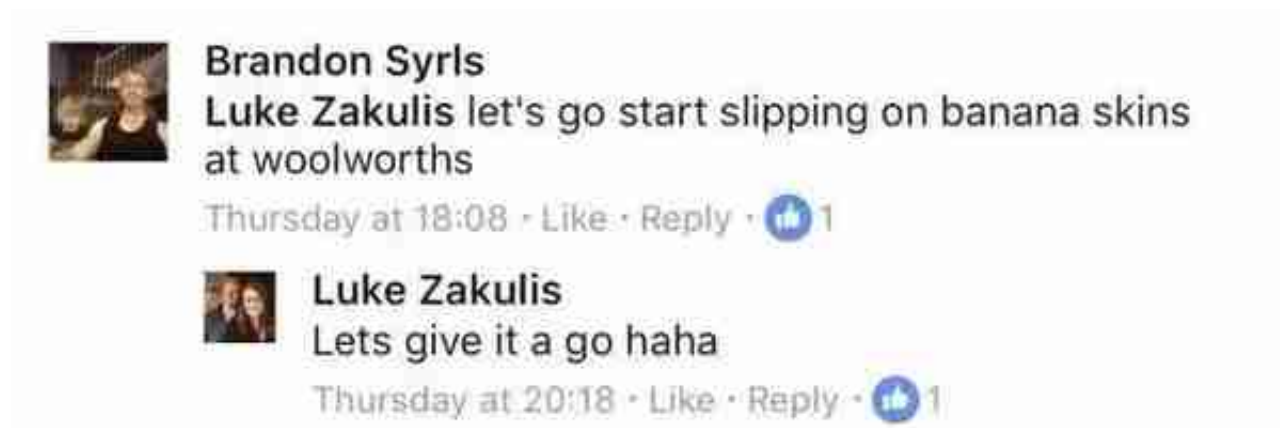 Brandon Syrls
Luke Zakulis let's go start slipping on banana skins
at woolworths
Thursday at 18:08 · Like · Reply · 1
Luke Zakulis
Lets give it a go haha
Thursday at 20:18 · Like · Reply · 1